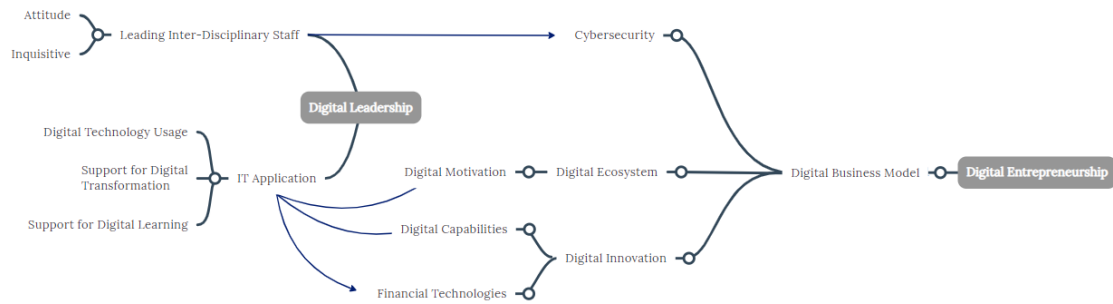 Attitude
Leading Inter-Disciplinary Staff
Cybersecurity
Inquisitive
Digital Leadership
Digital Technology Usage
Support for Digital
Transformation
IT Application
Digital Motivation
Digital Ecosystem
Digital Business Model
Digital Entrepreneurship
Support for Digital Learning
Digital Capabilities
Digital Innovation
Financial Technologies